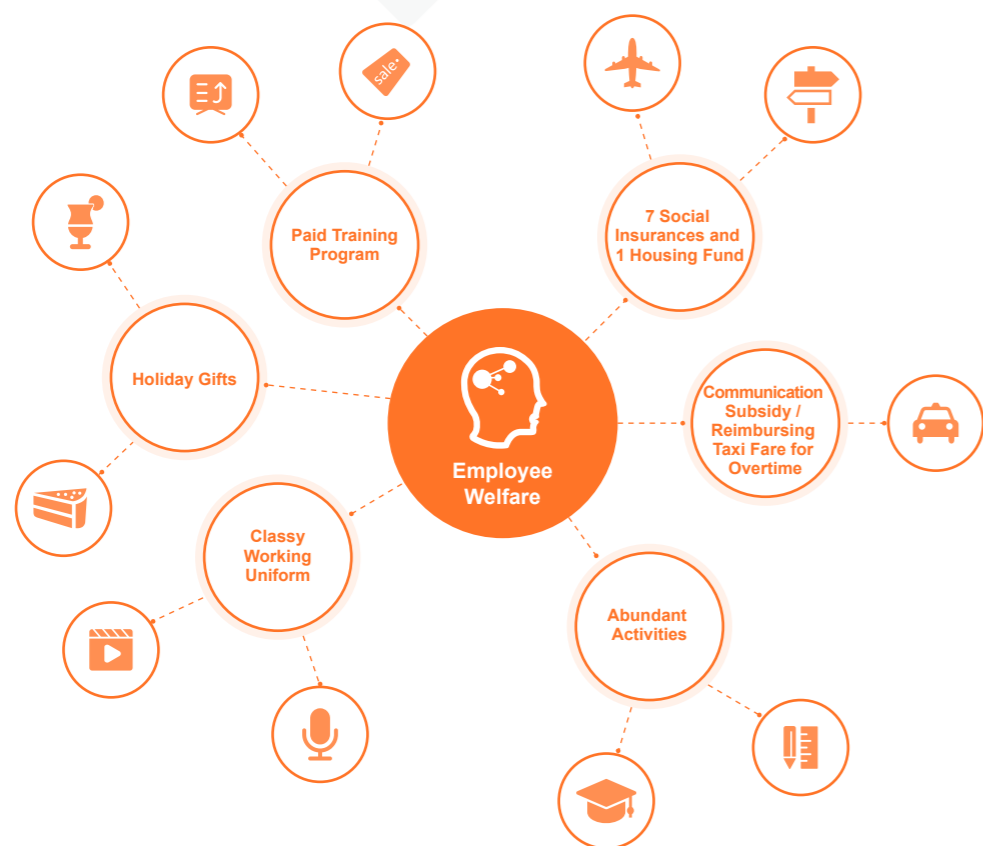 sale
Paid Training
Program
7 Social
Insurances and
1 Housing Fund
Holiday Gifts
Communication
Subsidy /
Reimbursing
Taxi Fare for
Overtime
Employee
Welfare
Classy
Working
Uniform
Abundant
Activities